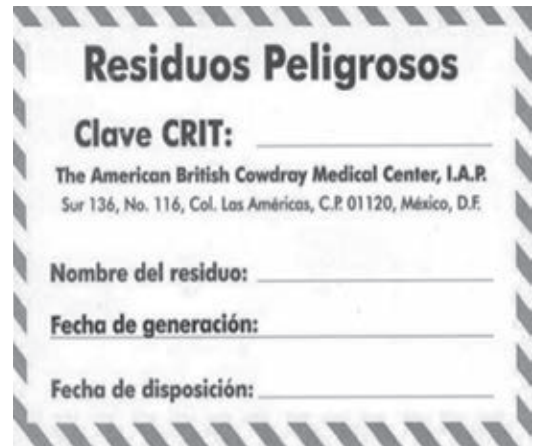 Residuos Peligrosos
Clave CRIT:
The American British Cowdray Medical Center, I.A.P.
Sur 136, No. 116, Col. Las Américas, C.P. 01120, México, D.F.
Nombre del residuo:
Fecha de generación:
Fecha de disposición: